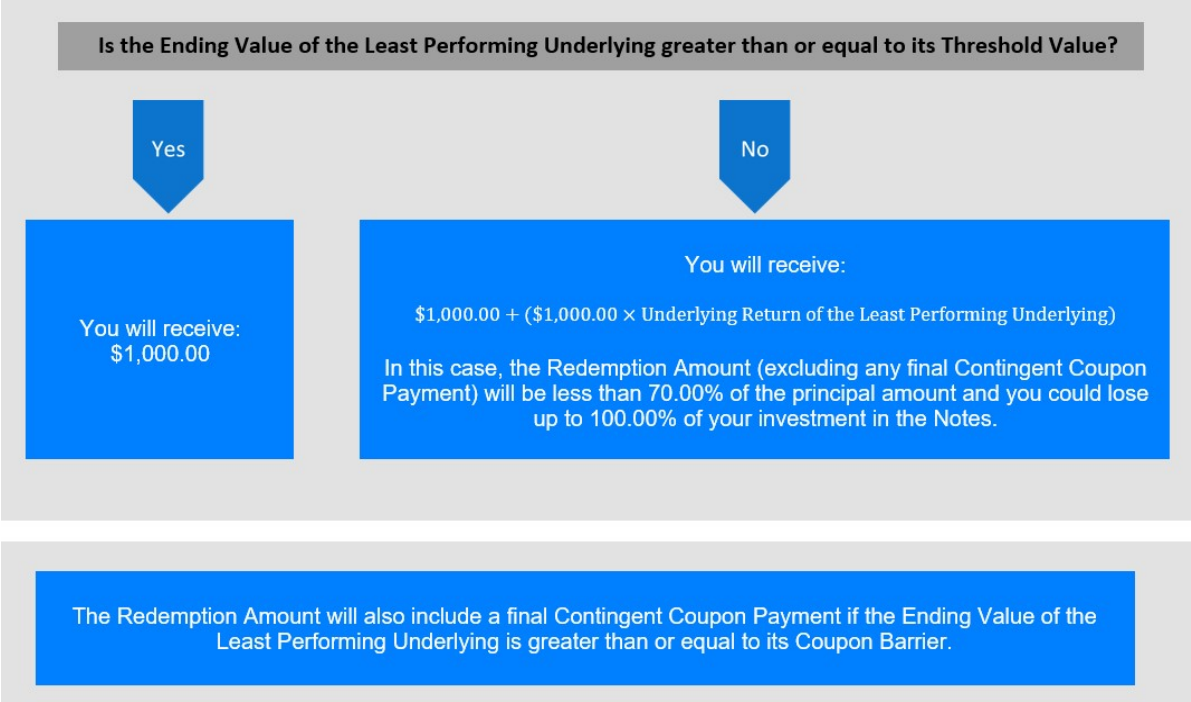 Is the Ending Value of the Least Performing Underlying greater than or equal to its Threshold Value?
Yes
No
You will receive:
$1,000.00
You will receive:
$1,000.00 + ($1,000.00 × Underlying Return of the Least Performing Underlying)
In this case, the Redemption Amount (excluding any final Contingent Coupon
Payment) will be less than 70.00% of the principal amount and you could lose
up to 100.00% of your investment in the Notes.
The Redemption Amount will also include a final Contingent Coupon Payment if the Ending Value of the
Least Performing Underlying is greater than or equal to its Coupon Barrier.